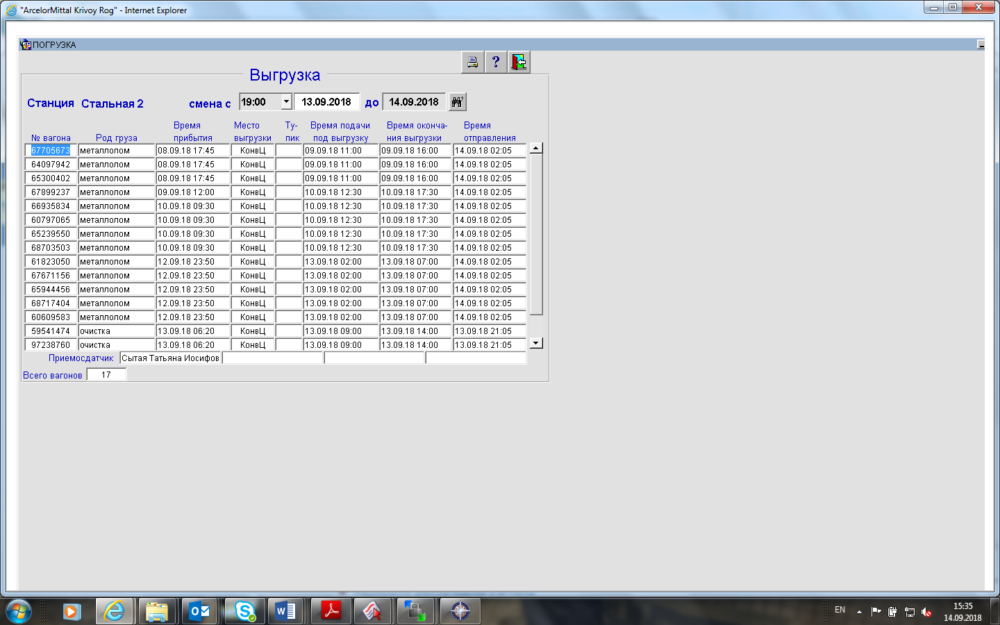 "ArcelorMittal Krivoy Rog" - Internet Explorer
ПОГРУЗКА
?
Выгрузка
Станция Стальная 2 смена с 19:00 13.09.2018 до 14.09.2018
Время Место Ту- Время подачи Время оконча- Время
№ вагона Род груза прибытия выгрузки пик под выгрузку ния выгрузки отправления
67705673 металлолом 08.09.18 17:45 КонвЦ 09.09.18 11:00 09.09.18 16:00 14.09.18 02:05
64097942 металлолом 08.09.18 17:45 КонвЦ 09.09.18 11:00 09.09.18 16:00 14.09.18 02:05
65300402 металлолом 08.09.18 17:45 КонвЦ 09.09.18 11:00 09.09.18 16:00 14.09.18 02:05
67899237 металлолом 09.09.18 12:00 КонвЦ 10.09.18 12:30 10.09.18 17:30 14.09.18 02:05
66935834 металлолом 10.09.18 09:30 КонвЦ 10.09.18 12:30 10.09.18 17:30 14.09.18 02:05
60797065 металлолом 10.09.18 09:30 КонвЦ 10.09.18 12:30 10.09.18 17:30 14.09.18 02:05
65239550 металлолом 10.09.18 09:30 КонвЦ 10.09.18 12:30 10.09.18 17:30 14.09.18 02:05
68703503 металлолом 10.09.18 09:30 КонвЦ 10.09.18 12:30 10.09.18 17:30 14.09.18 02:05
61823050 металлолом 12.09.18 23:50 КонвЦ 13.09.18 02:00 13.09.18 07:00 14.09.18 02:05
67671156 металлолом 12.09.18 23:50 КонвЦ 13.09.18 02:00 13.09.18 07:00 14.09.18 02:05
65944456 металлолом 12.09.18 23:50 КонвЦ 13.09.18 02:00 13.09.18 07:00 14.09.18 02:05
68717404 металлолом 12.09.18 23:50 КонвЦ 13.09.18 02:00 13.09.18 07:00 14.09.18 02:05
60609583 металлолом 12.09.18 23:50 КонвЦ 13.09.18 02:00 13.09.18 07:00 14.09.18 02:05
59541474 очистка 13.09.18 06:20 КонвЦ 13.09.18 09:00 13.09.18 14:00 13.09.18 21:05
97238760 очистка 13.09.18 06:20 КонвЦ 13.09.18 09:00 13.09.18 14:00 13.09.18 21:05
Приемосдатчик Сытая Татьяна Иосифов
Всего вагонов 17
EN 15:35
14.09.2018